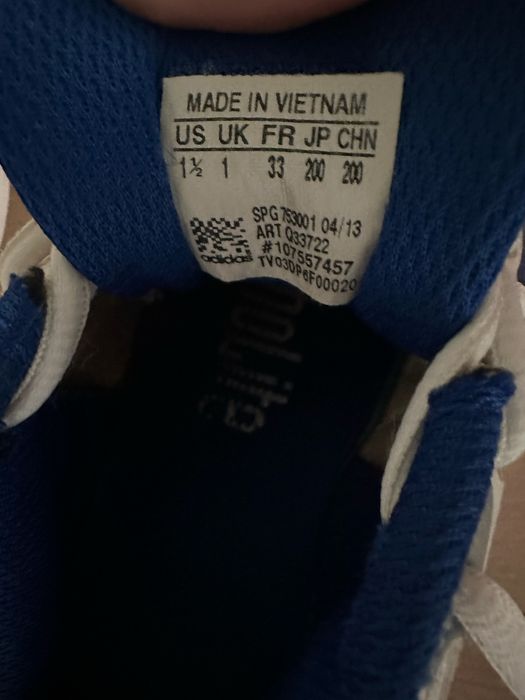 MADE IN VIETNAM
US UK FR JP CHN
1½ 1 33 200 200
SPG 753001 04/13
ART Q33722
#107557457
TV03DP6F00020
adidas